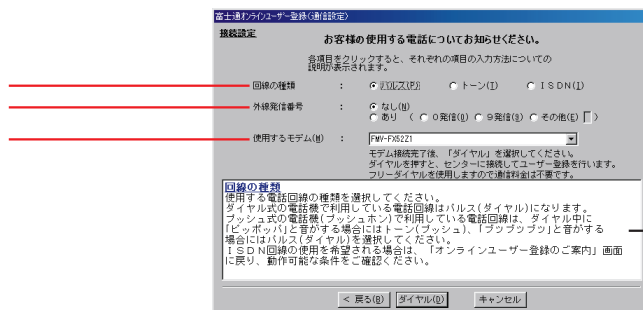 富士通オンラインユーザー登録(通信設定)
接続設定
お客様の使用する電話についてお知らせください。
各項目をクリックすると、それぞれの項目の入力方法についての
説明が表示されます。
回線の種類 : パルス(P) トーン(T) ISDN(I)
外線発信番号 : なし(N)
あり ( 0発信(0) 9発信(9) その他(E) )
使用するモデム(M) : FMV-FX52Z1
モデム接続完了後、「ダイヤル」を選択してください。
ダイヤルを押すと、センターに接続してユーザー登録を行います。
フリーダイヤルを使用しますので通信料金は不要です。
回線の種類
使用する電話回線の種類を選択してください。
ダイヤル式の電話機で利用している電話回線はパルス(ダイヤル)になります。
プッシュ式の電話機(プッシュホン)で利用している電話回線は、ダイヤル中に
「ピッポッパ」と音がする場合にはトーン(プッシュ)、「ブツブツブツ」と音がする
場合にはパルス(ダイヤル)を選択してください。
ISDN回線の使用を希望される場合は、「オンラインユーザー登録のご案内」画面
に戻り、動作可能な条件をご確認ください。
< 戻る(B) ダイヤル(D) キャンセル